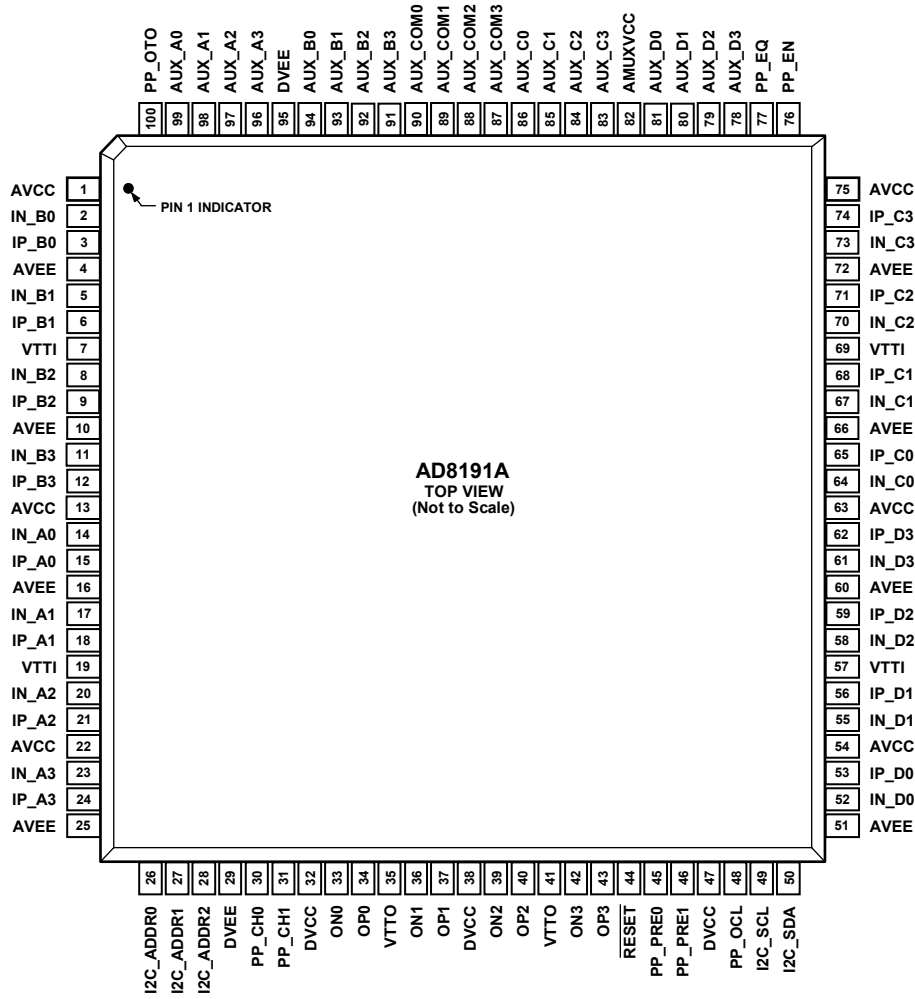 PP_OTO
AUX_A0
AUX_A1
AUX_A2
AUX_A3
DVEE
AUX_B0
AUX_B1
AUX_B2
AUX_B3
AUX_COM0
AUX_COM1
AUX_COM2
AUX_COM3
AUX_C0
AUX_C1
AUX_C2
AUX_C3
AMUXVCC
AUX_D0
AUX_D1
AUX_D2
AUX_D3
PP_EQ
PP_EN
100
99
98
97
96
95
94
93
92
91
90
89
88
87
86
85
84
83
82
81
80
79
78
77
76
AVCC 1
IN_B0 2
IP_B0 3
AVEE 4
IN_B1 5
IP_B1 6
VTTI 7
IN_B2 8
IP_B2 9
AVEE 10
IN_B3 11
IP_B3 12
AVCC 13
IN_A0 14
IP_A0 15
AVEE 16
IN_A1 17
IP_A1 18
VTTI 19
IN_A2 20
IP_A2 21
AVCC 22
IN_A3 23
IP_A3 24
AVEE 25
PIN 1 INDICATOR
AD8191A
TOP VIEW
(Not to Scale)
75 AVCC
74 IP_C3
73 IN_C3
72 AVEE
71 IP_C2
70 IN_C2
69 VTTI
68 IP_C1
67 IN_C1
66 AVEE
65 IP_C0
64 IN_C0
63 AVCC
62 IP_D3
61 IN_D3
60 AVEE
59 IP_D2
58 IN_D2
57 VTTI
56 IP_D1
55 IN_D1
54 AVCC
53 IP_D0
52 IN_D0
51 AVEE
26
27
28
29
30
31
32
33
34
35
36
37
38
39
40
41
42
43
44
45
46
47
48
49
50
I2C_ADDR0
I2C_ADDR1
I2C_ADDR2
DVEE
PP_CH0
PP_CH1
DVCC
ON0
OP0
VTTO
ON1
OP1
DVCC
ON2
OP2
VTTO
ON3
OP3
RESET
PP_PRE0
PP_PRE1
DVCC
PP_OCL
I2C_SCL
I2C_SDA